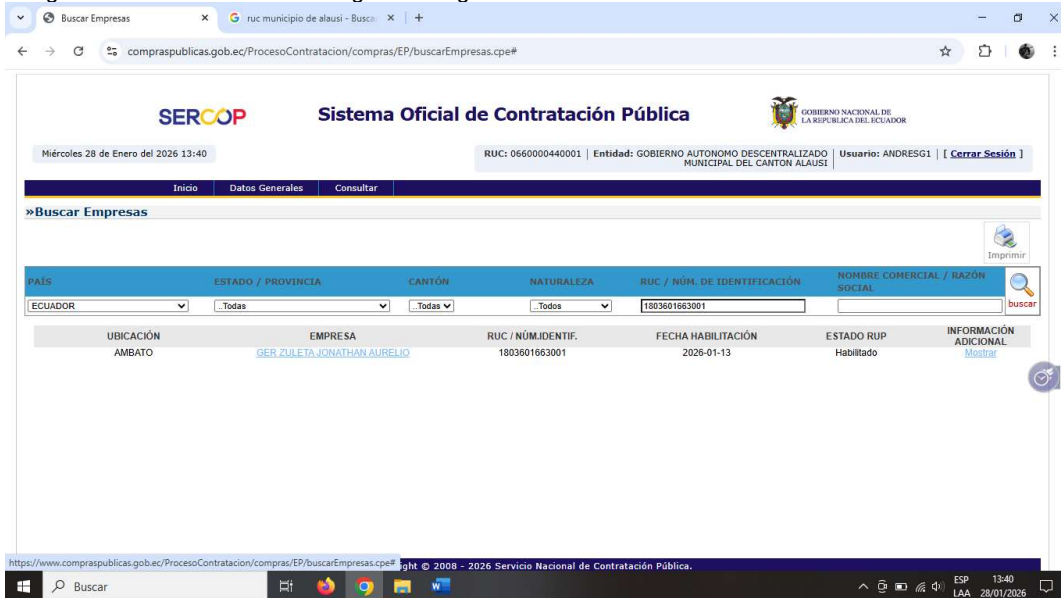 Buscar Empresas
ruc municipio de alausi - Busca
compraspublicas.gob.ec/ProcesoContratacion/compras/EP/buscarEmpresas.cpe#
SERCOP
Sistema Oficial de Contratación Pública
GOBIERNO NACIONAL DE
LA REPUBLICA DEL ECUADOR
Miércoles 28 de Enero del 2026 13:40
RUC: 0660000440001 | Entidad: GOBIERNO AUTONOMO DESCENTRALIZADO | Usuario: ANDRESG1 | [ Cerrar Sesión ]
MUNICIPAL DEL CANTON ALAUSI
Inicio Datos Generales Consultar
»Buscar Empresas
Imprimir
PAÍS ESTADO / PROVINCIA CANTÓN NATURALEZA RUC / NÚM. DE IDENTIFICACIÓN NOMBRE COMERCIAL / RAZÓN SOCIAL
ECUADOR ..Todas ..Todas ..Todos 1803601663001 buscar
UBICACIÓN EMPRESA RUC / NÚM.IDENTIF. FECHA HABILITACIÓN ESTADO RUP INFORMACIÓN ADICIONAL
AMBATO GER ZULETA JONATHAN AURELIO 1803601663001 2026-01-13 Habilitado Mostrar
https://www.compraspublicas.gob.ec/ProcesoContratacion/compras/EP/buscarEmpresas.cpe#
ight © 2008 - 2026 Servicio Nacional de Contratación Pública.
Buscar
ESP 13:40
LAA 28/01/2026